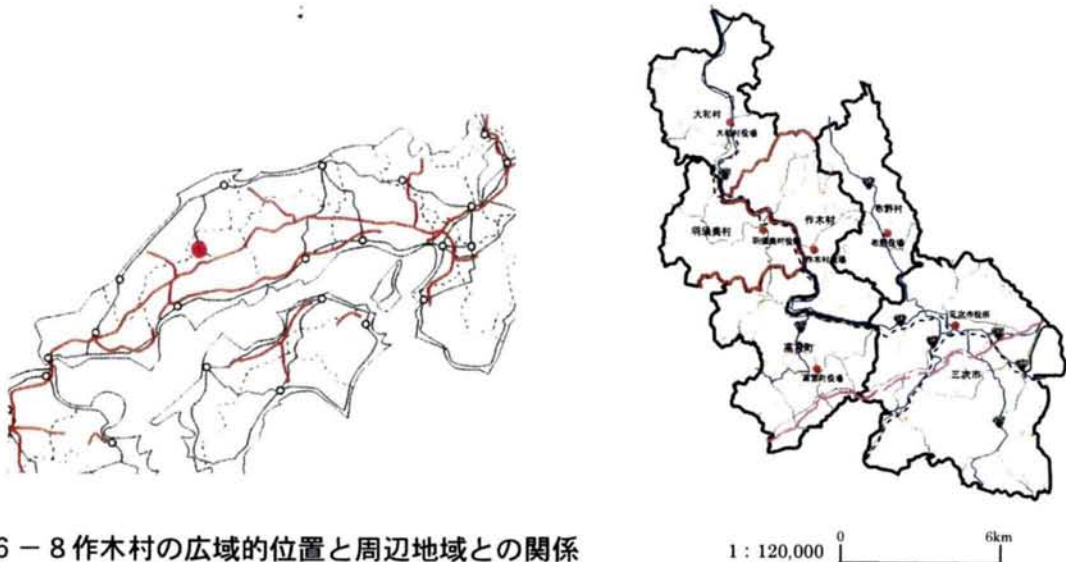 大和村
大和村役場
作木村
布野村
羽須美村
羽須美村役場
作木村役場
布野村役場
三次市役所
高宮町
高宮町役場
三次市
6－8作木村の広域的位置と周辺地域との関係
1：120,000
0
6km